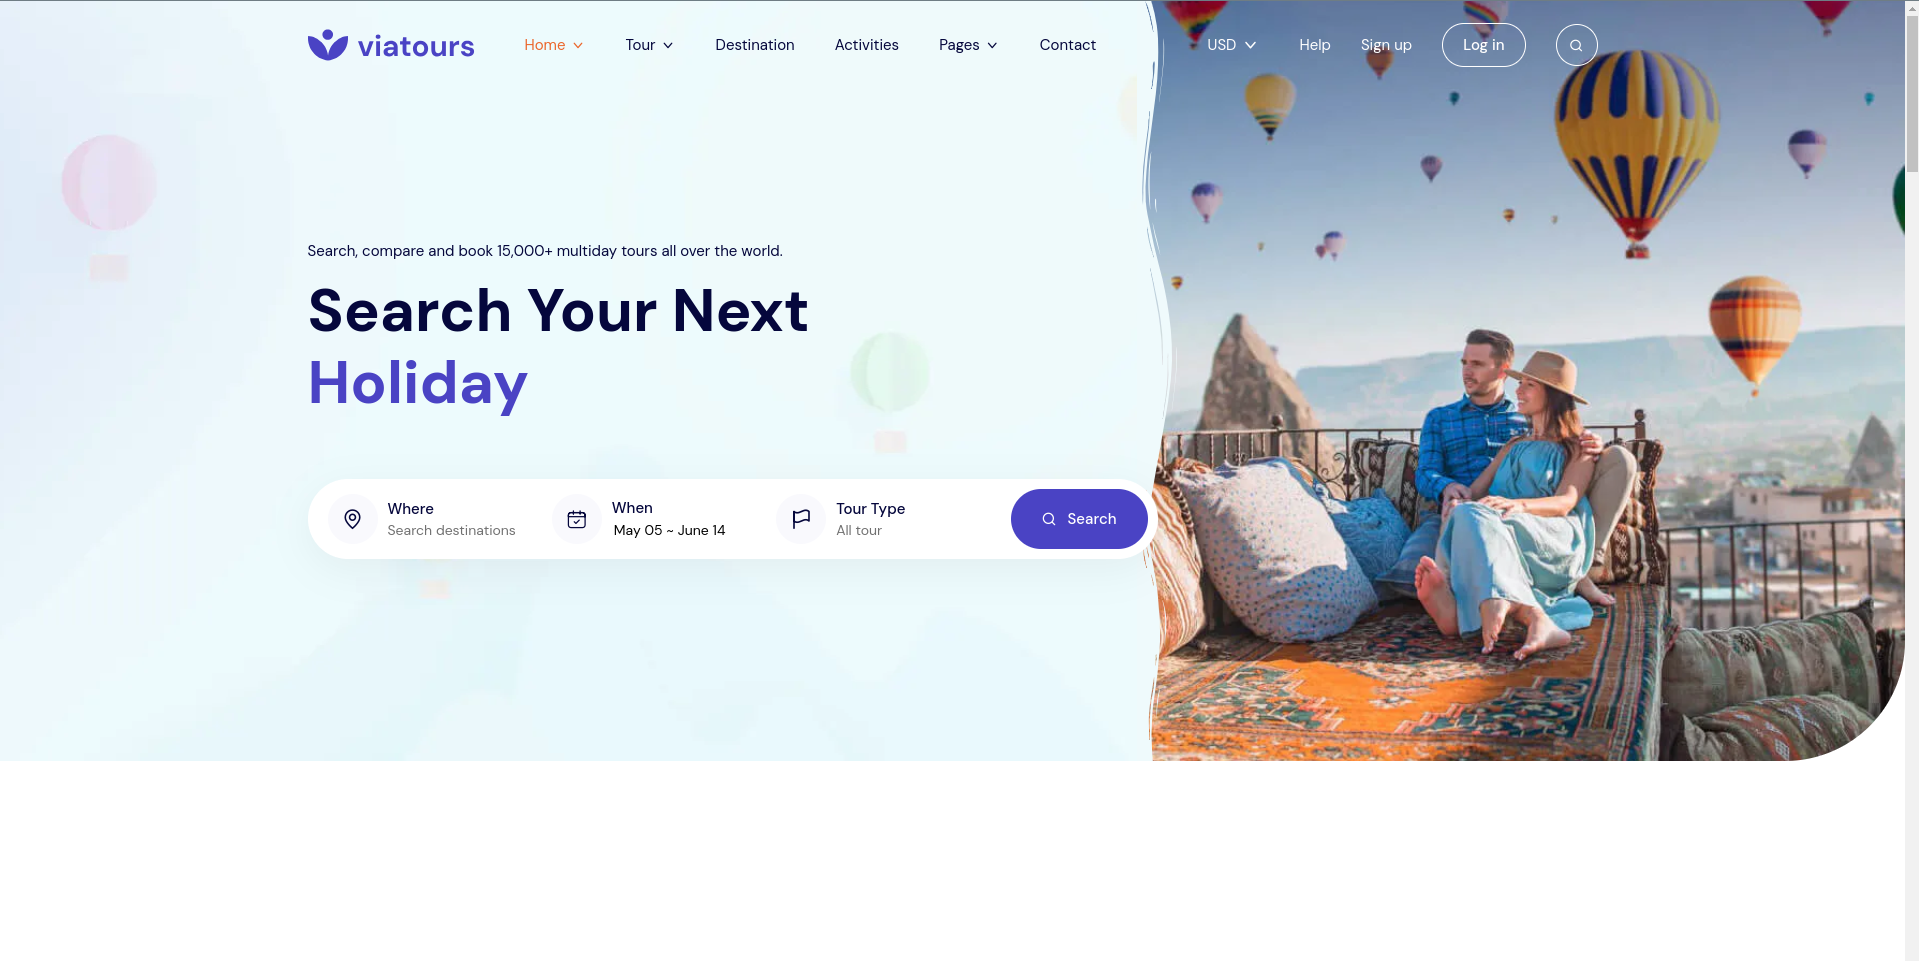 viatours
Home
Tour
Destination
Activities
Pages
Contact
USD
Help
Sign up
Log in
Search, compare and book 15,000+ multiday tours all over the world.
Search Your Next
Holiday
Where
Search destinations
When
May 05 ~ June 14
Tour Type
All tour
Search